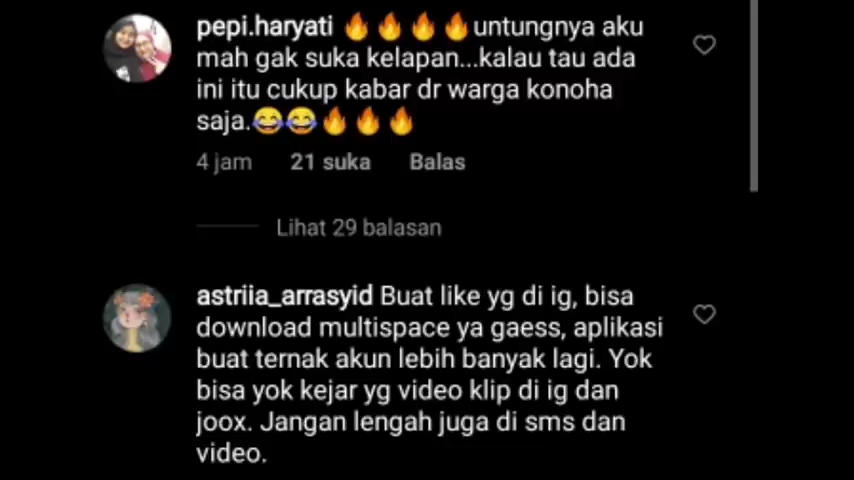 pepi.haryati 🔥🔥🔥🔥untungnya aku
mah gak suka kelapan...kalau tau ada
ini itu cukup kabar dr warga konoha
saja.😂😂🔥🔥🔥
4 jam 21 suka Balas
Lihat 29 balasan
astriia_arrasyid Buat like yg di ig, bisa
download multispace ya gaess, aplikasi
buat ternak akun lebih banyak lagi. Yok
bisa yok kejar yg video klip di ig dan
joox. Jangan lengah juga di sms dan
video.